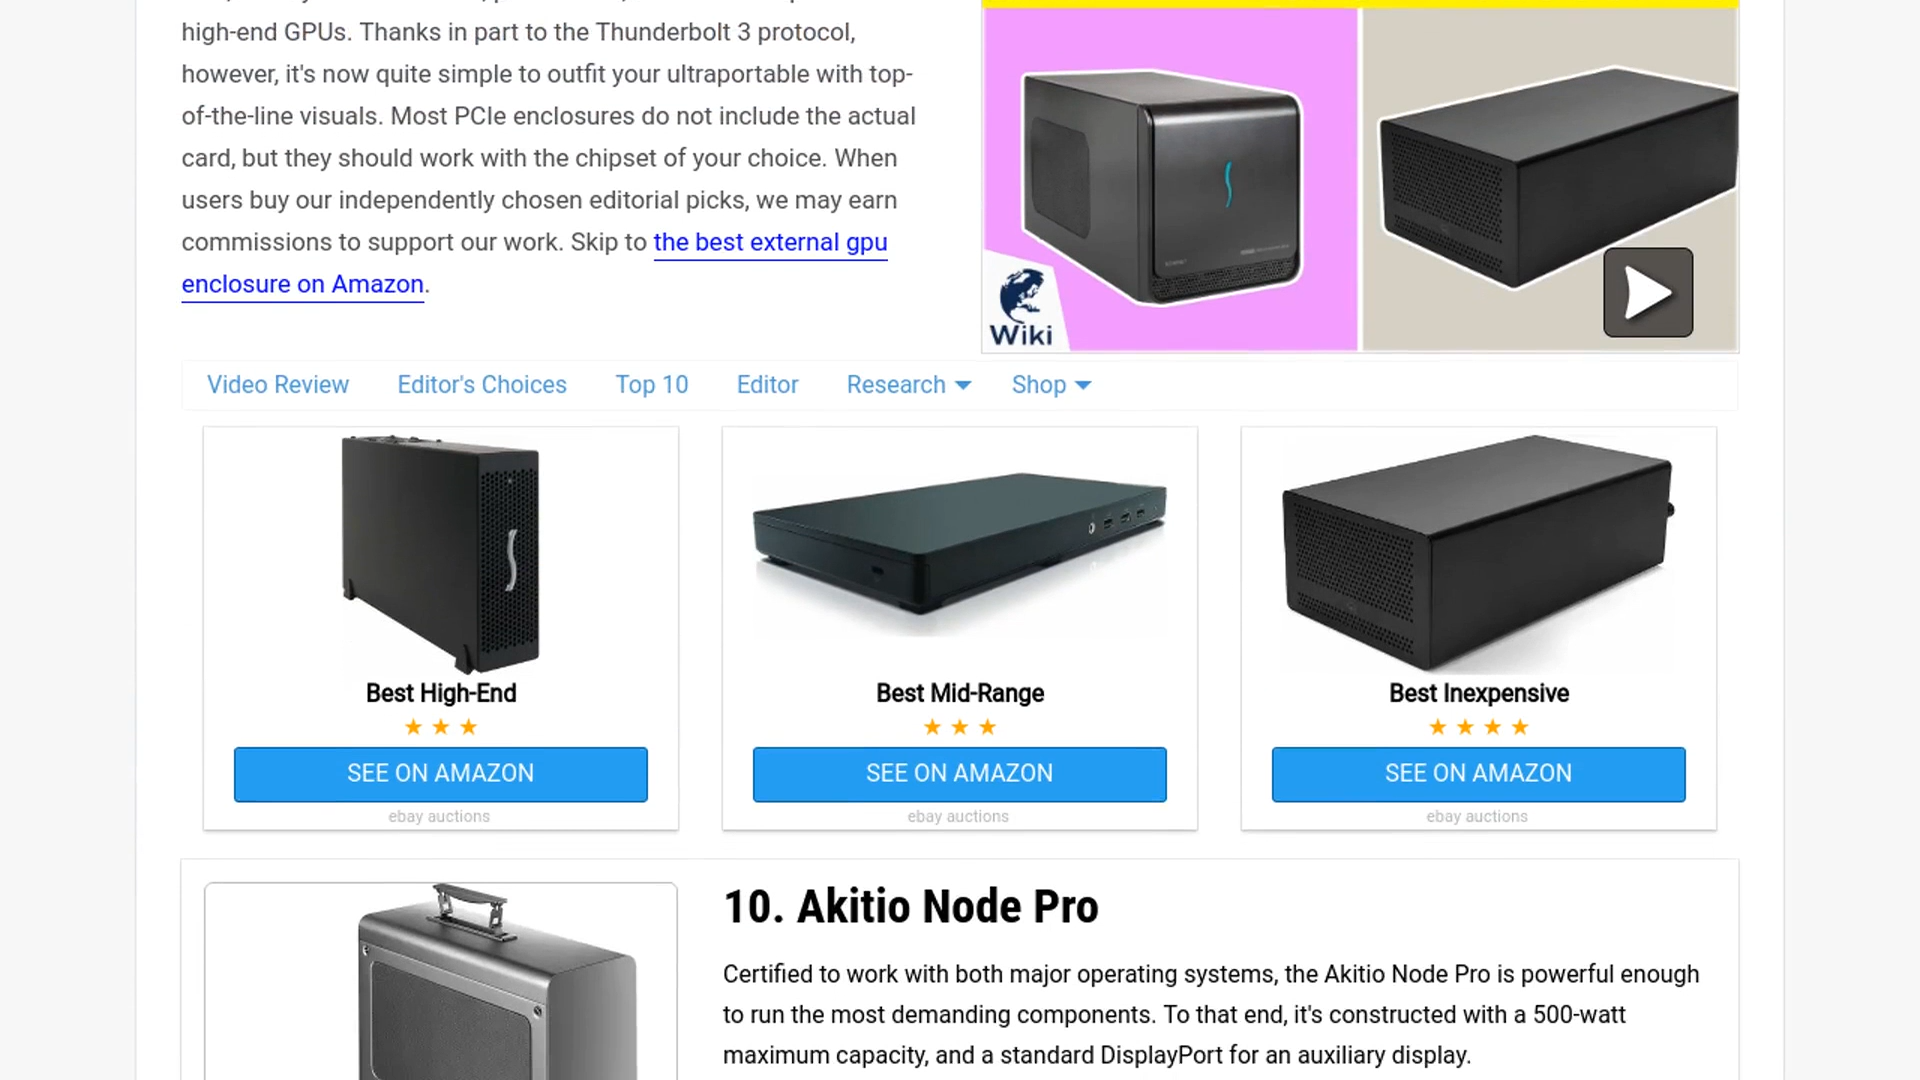 high-end GPUs. Thanks in part to the Thunderbolt 3 protocol,
however, it's now quite simple to outfit your ultraportable with top-
of-the-line visuals. Most PCIe enclosures do not include the actual
card, but they should work with the chipset of your choice. When
users buy our independently chosen editorial picks, we may earn
commissions to support our work. Skip to the best external gpu
enclosure on Amazon.
Wiki
Video Review Editor's Choices Top 10 Editor Research Shop
Best High-End
SEE ON AMAZON
ebay auctions
Best Mid-Range
SEE ON AMAZON
ebay auctions
Best Inexpensive
SEE ON AMAZON
ebay auctions
10. Akitio Node Pro
Certified to work with both major operating systems, the Akitio Node Pro is powerful enough
to run the most demanding components. To that end, it's constructed with a 500-watt
maximum capacity, and a standard DisplayPort for an auxiliary display.